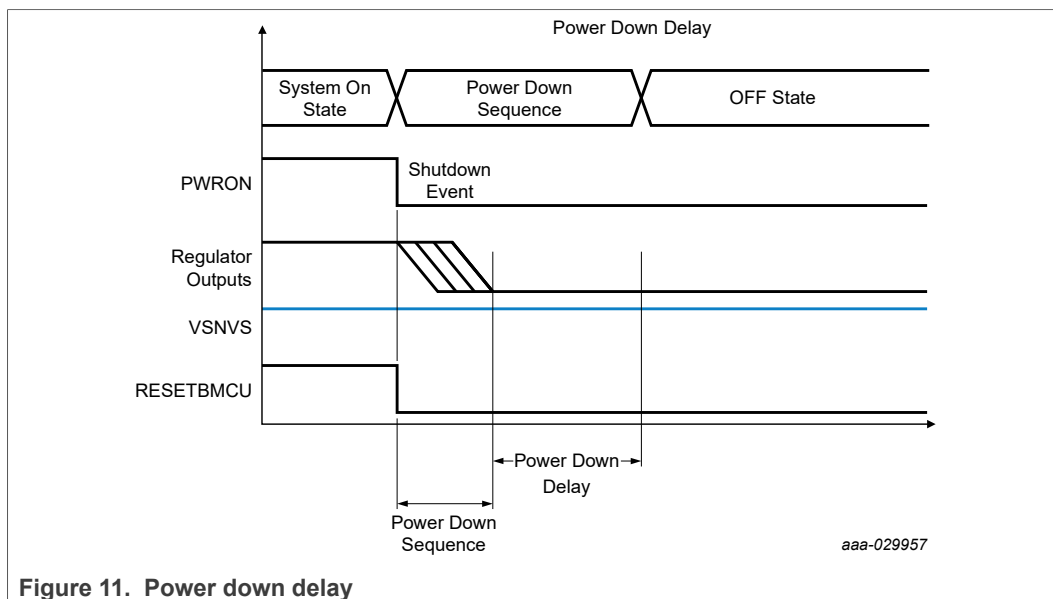 Power Down Delay
System On
State
Power Down
Sequence
OFF State
PWRON
Shutdown
Event
Regulator
Outputs
VSNVS
RESETBMCU
Power Down
Delay
Power Down
Sequence
aaa-029957
Figure 11. Power down delay